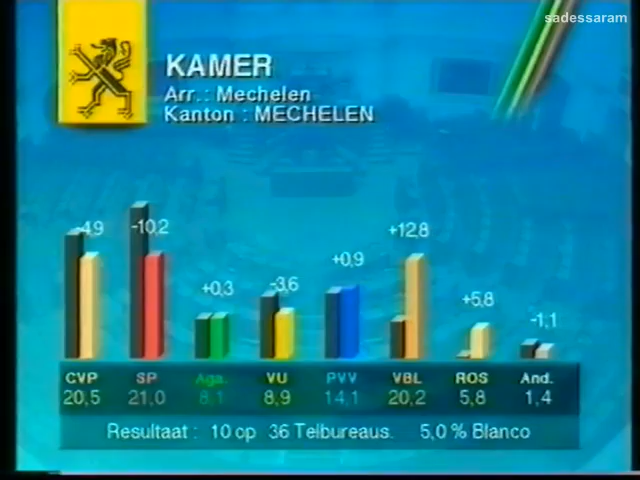 sadessaram
KAMER
Arr. : Mechelen
Kanton : MECHELEN
-4,9 -10,2 +0,3 -3,6 +0,9 +12,8 +5,8 -1,1
CVP SP Aga. VU PVV VBL ROS And.
20,5 21,0 8,1 8,9 14,1 20,2 5,8 1,4
Resultaat : 10 op 36 Telbureaus. 5,0 % Blanco